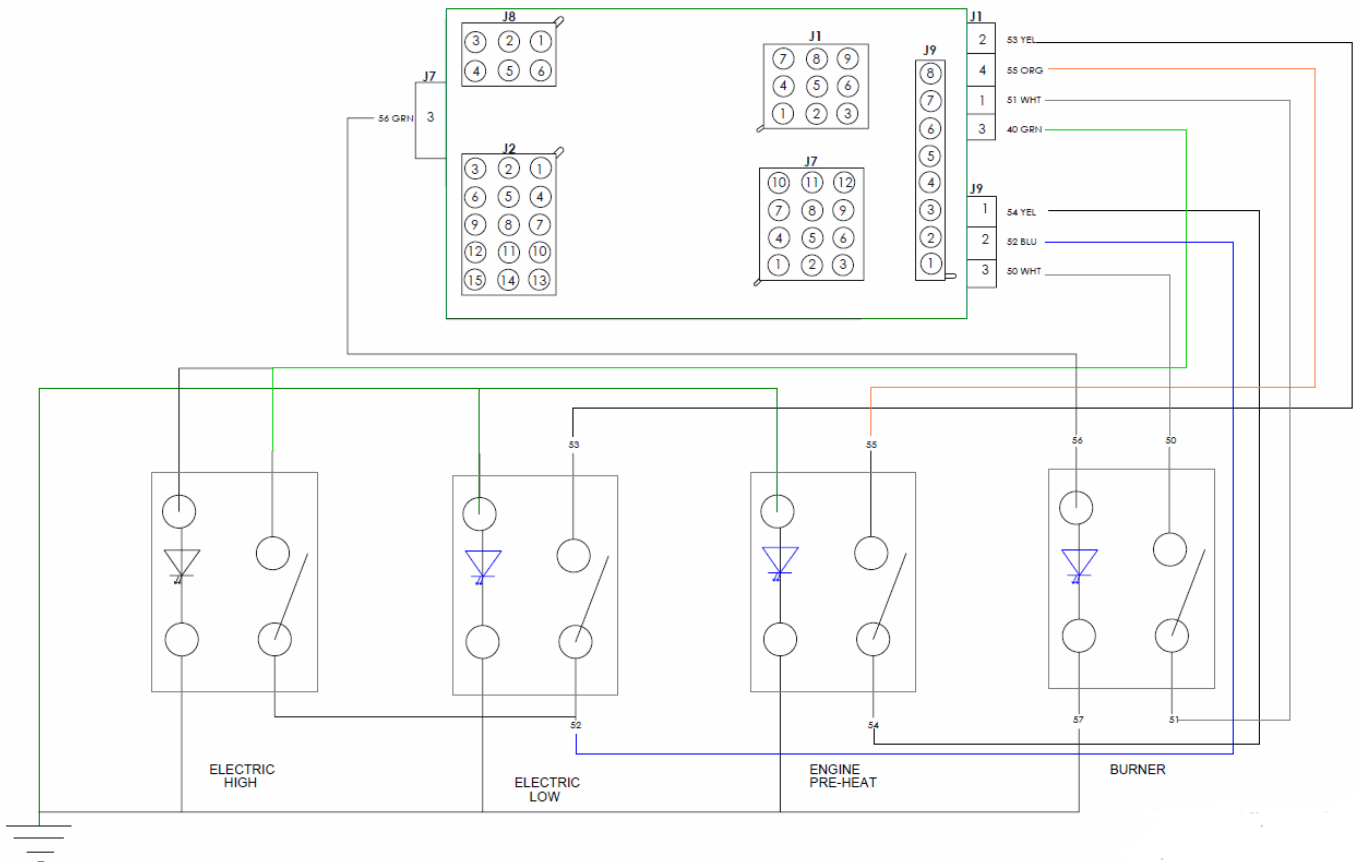 J8
3 2 1
4 5 6
J7
56 GRN 3
J2
3 2 1
6 5 4
9 8 7
12 11 10
15 14 13
J1
7 8 9
4 5 6
1 2 3
J7
10 11 12
7 8 9
4 5 6
1 2 3
J9
8
7
6
5
4
3
2
1
J1
2 53 YEL
4 55 ORG
1 51 WHT
3 40 GRN
J9
1 54 YEL
2 52 BLU
3 50 WHT
53
55
56
50
52
54
57
51
ELECTRIC
HIGH
ELECTRIC
LOW
ENGINE
PRE-HEAT
BURNER